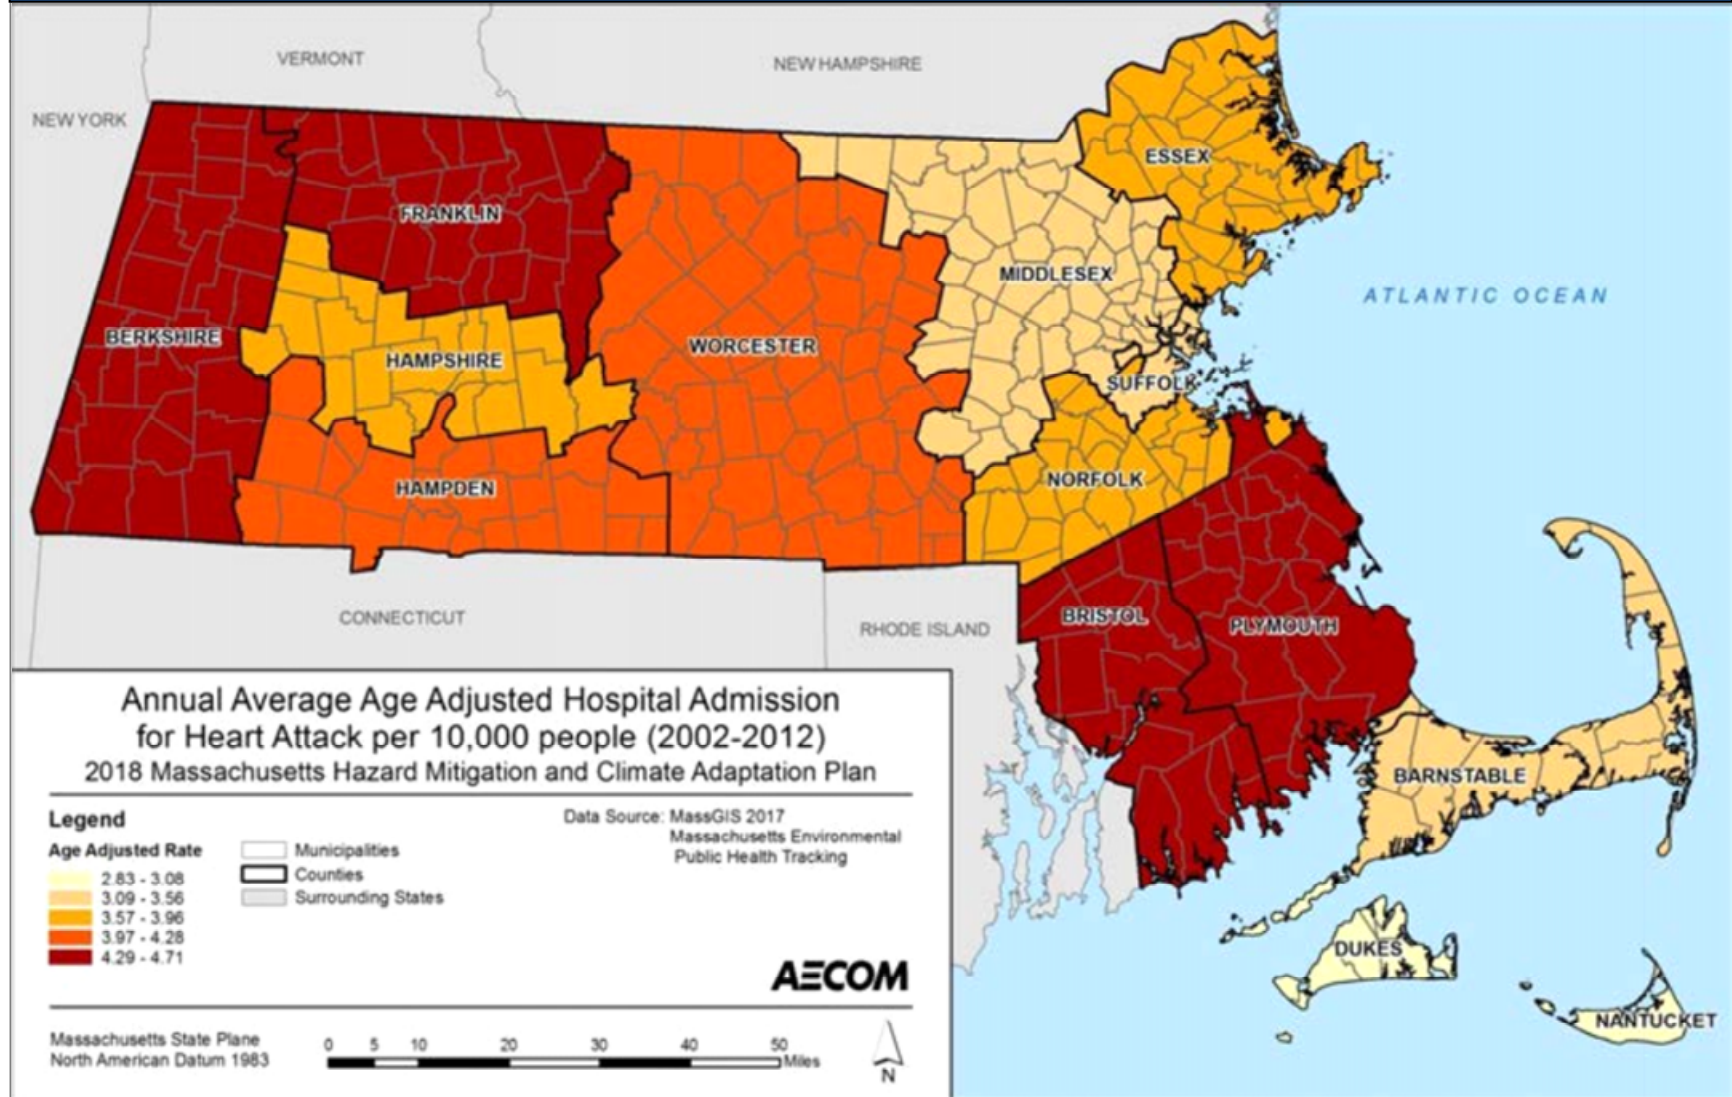 VERMONT
NEW HAMPSHIRE
NEW YORK
ESSEX
FRANKLIN
MIDDLESEX
ATLANTIC OCEAN
BERKSHIRE
WORCESTER
HAMPSHIRE
SUFFOLK
NORFOLK
HAMPDEN
CONNECTICUT
RHODE ISLAND
BRISTOL
PLYMOUTH
BARNSTABLE
DUKES
NANTUCKET
Annual Average Age Adjusted Hospital Admission
for Heart Attack per 10,000 people (2002-2012)
2018 Massachusetts Hazard Mitigation and Climate Adaptation Plan
Legend
Age Adjusted Rate
2.83 - 3.08
3.09 - 3.56
3.57 - 3.96
3.97 - 4.28
4.29 - 4.71
Municipalities
Counties
Surrounding States
Data Source: MassGIS 2017
Massachusetts Environmental
Public Health Tracking
AECOM
Massachusetts State Plane
North American Datum 1983
0 5 10 20 30 40 50
Miles
N